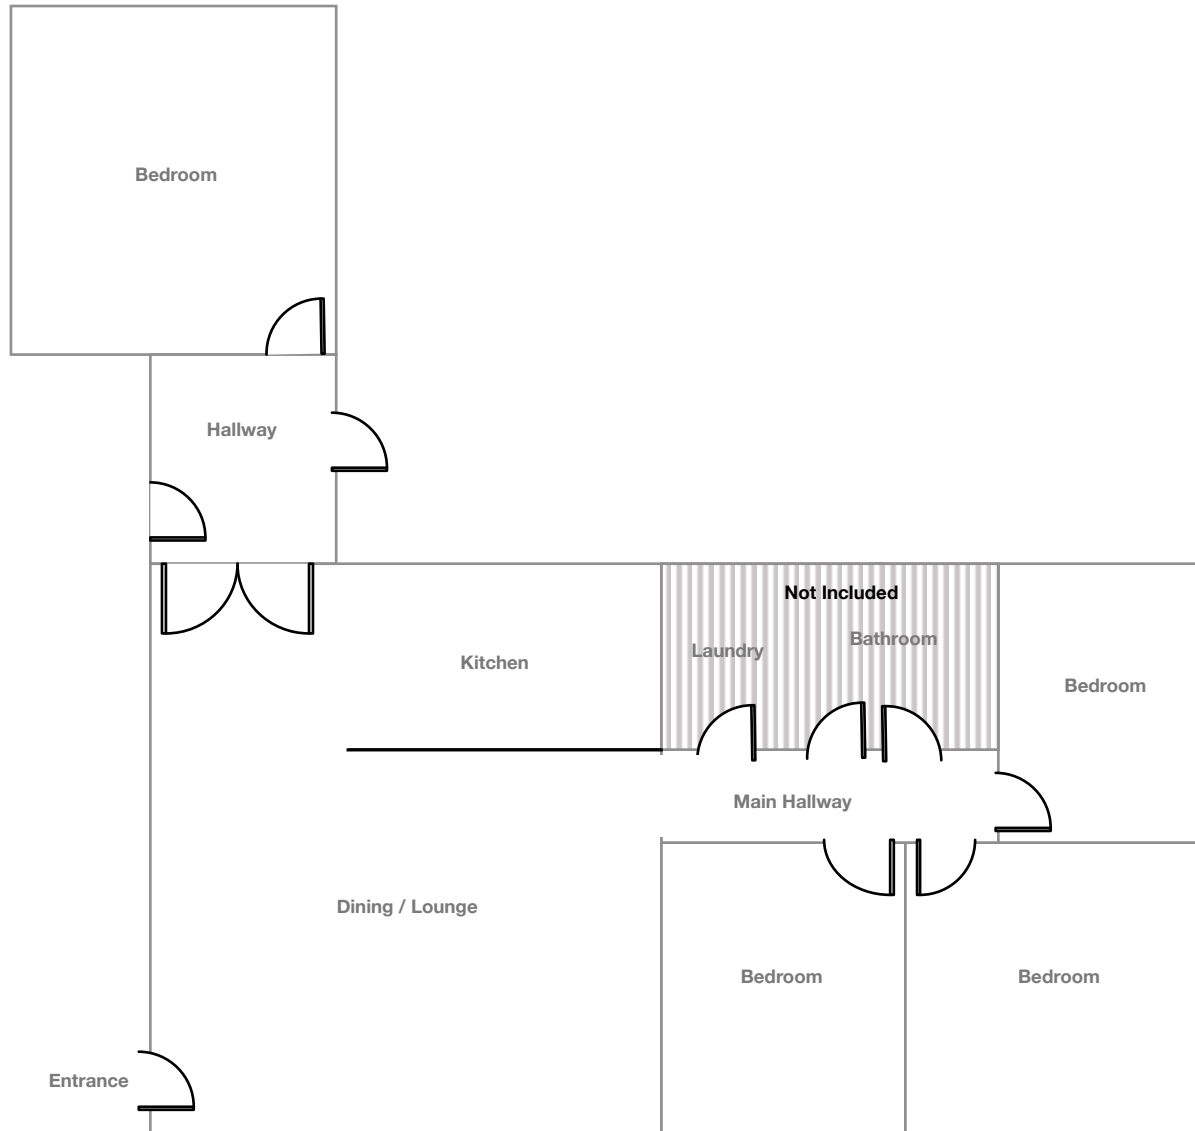 Bedroom
Hallway
Not Included
Bathroom
Laundry
Kitchen
Bedroom
Main Hallway
Dining / Lounge
Bedroom
Bedroom
Entrance